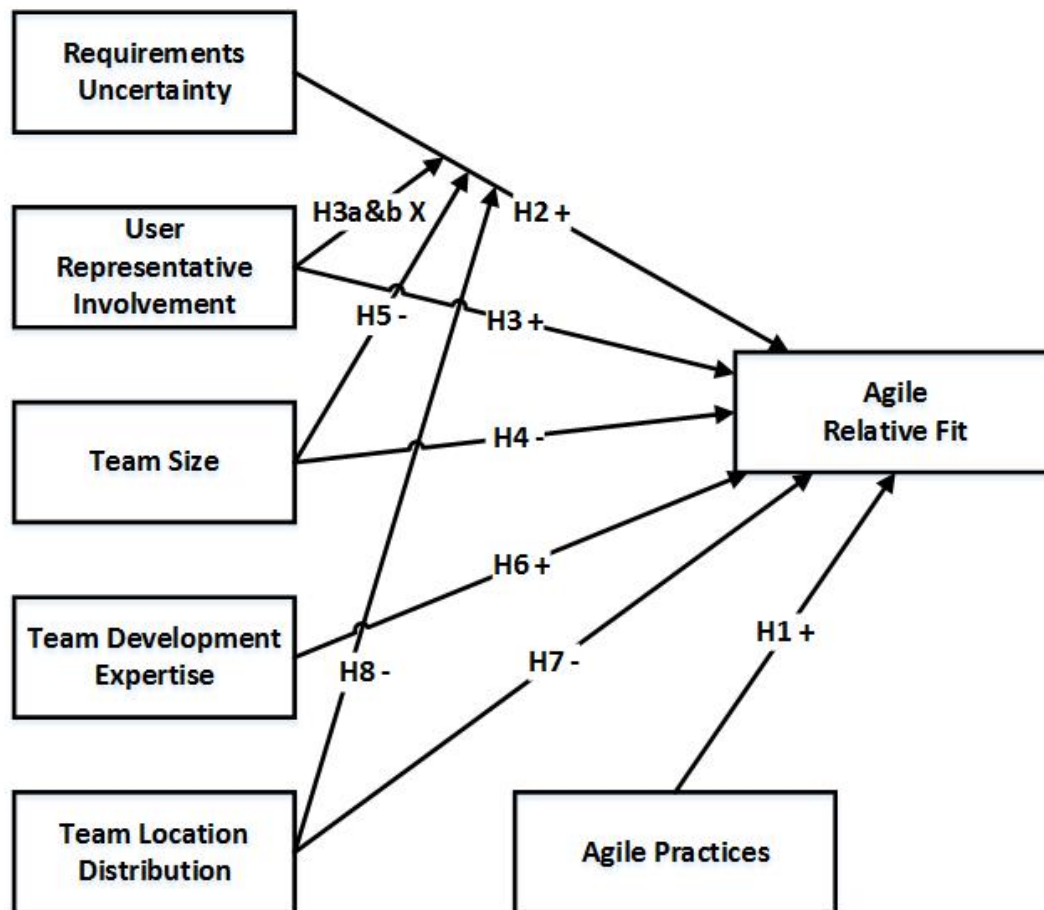 Requirements
Uncertainty
User
Representative
Involvement
H3a&b X
H2 +
H5 -
H3 +
Team Size
H4 -
Agile
Relative Fit
Team Development
Expertise
H6 +
H8 -
H7 -
H1 +
Team Location
Distribution
Agile Practices